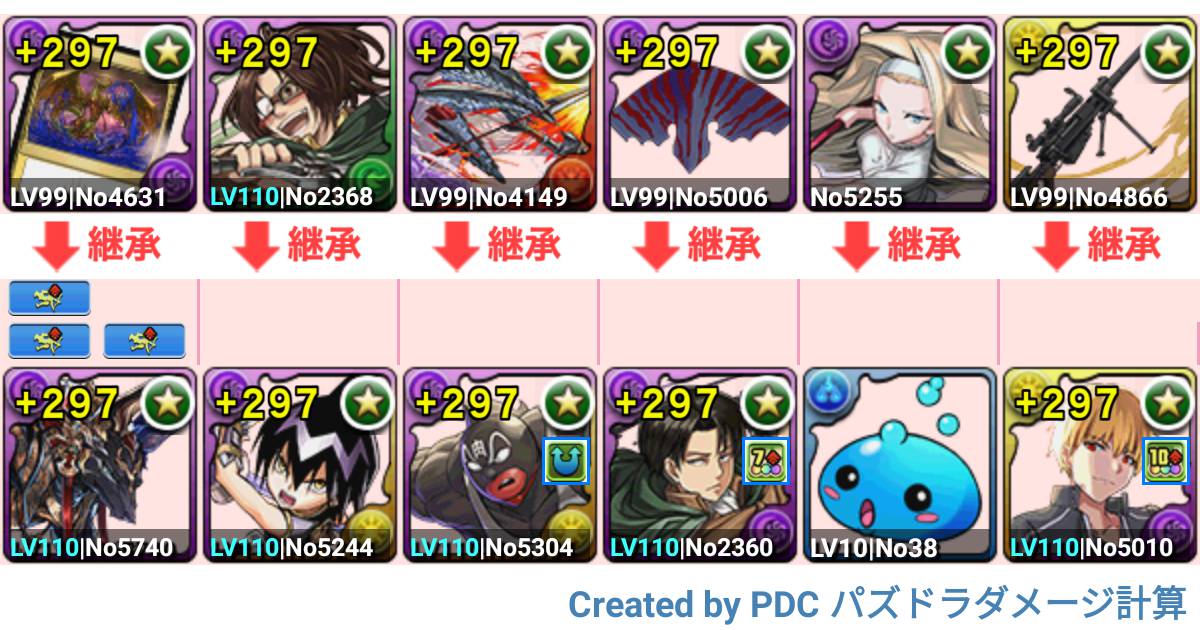 +297 +297 +297 +297 +297
LV99|No4631 LV110|No2368 LV99|No4149 LV99|No5006 No5255 LV99|No4866
継承 継承 継承 継承 継承 継承
+297 +297 +297 +297 +297
肉 7 10
LV110|No5740 LV110|No5244 LV110|No5304 LV110|No2360 LV10|No38 LV110|No5010
Created by PDC パズドラダメージ計算